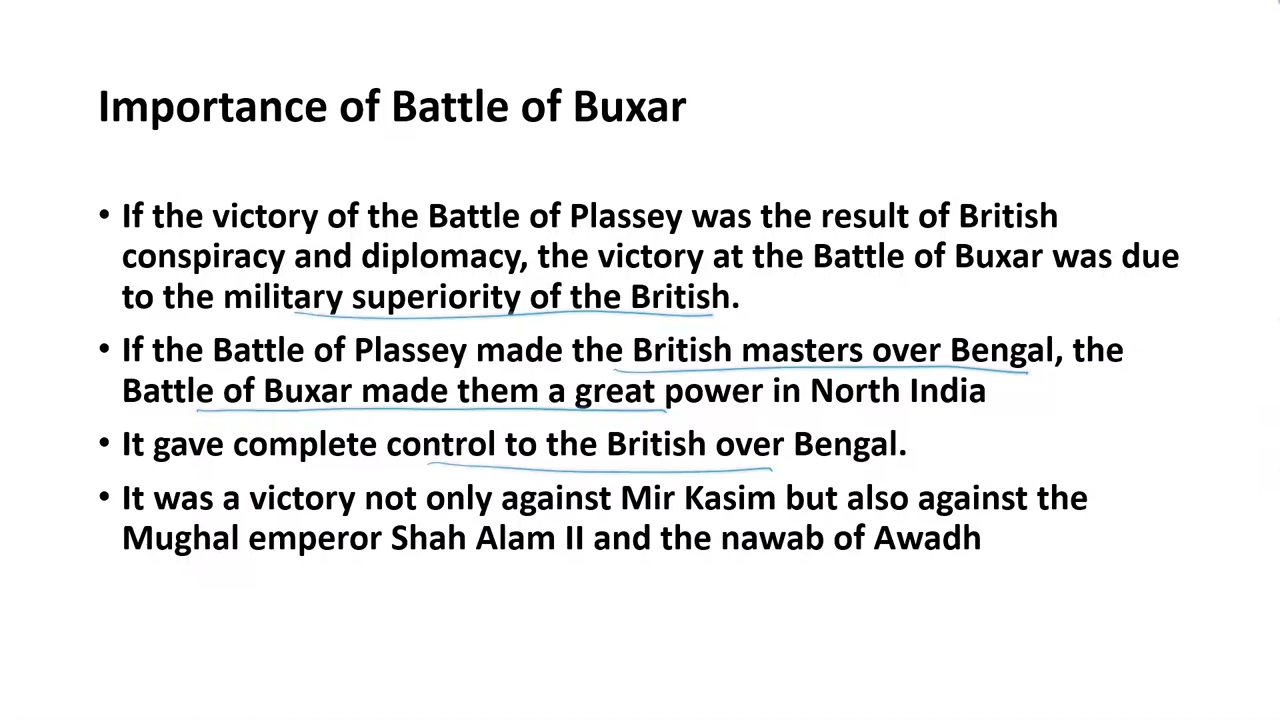 Importance of Battle of Buxar
• If the victory of the Battle of Plassey was the result of British
conspiracy and diplomacy, the victory at the Battle of Buxar was due
to the military superiority of the British.
• If the Battle of Plassey made the British masters over Bengal, the
Battle of Buxar made them a great power in North India
• It gave complete control to the British over Bengal.
• It was a victory not only against Mir Kasim but also against the
Mughal emperor Shah Alam II and the nawab of Awadh